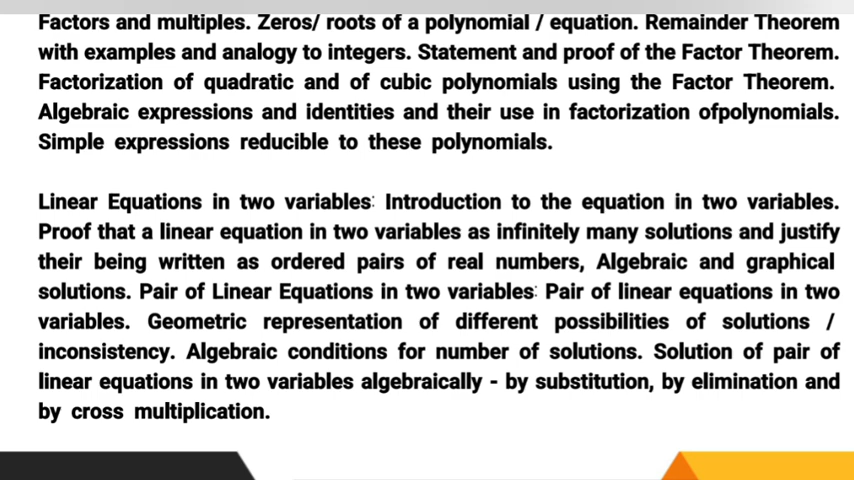 Factors and multiples. Zeros/ roots of a polynomial / equation. Remainder Theorem
with examples and analogy to integers. Statement and proof of the Factor Theorem.
Factorization of quadratic and of cubic polynomials using the Factor Theorem.
Algebraic expressions and identities and their use in factorization ofpolynomials.
Simple expressions reducible to these polynomials.
Linear Equations in two variables: Introduction to the equation in two variables.
Proof that a linear equation in two variables as infinitely many solutions and justify
their being written as ordered pairs of real numbers, Algebraic and graphical
solutions. Pair of Linear Equations in two variables: Pair of linear equations in two
variables. Geometric representation of different possibilities of solutions /
inconsistency. Algebraic conditions for number of solutions. Solution of pair of
linear equations in two variables algebraically - by substitution, by elimination and
by cross multiplication.